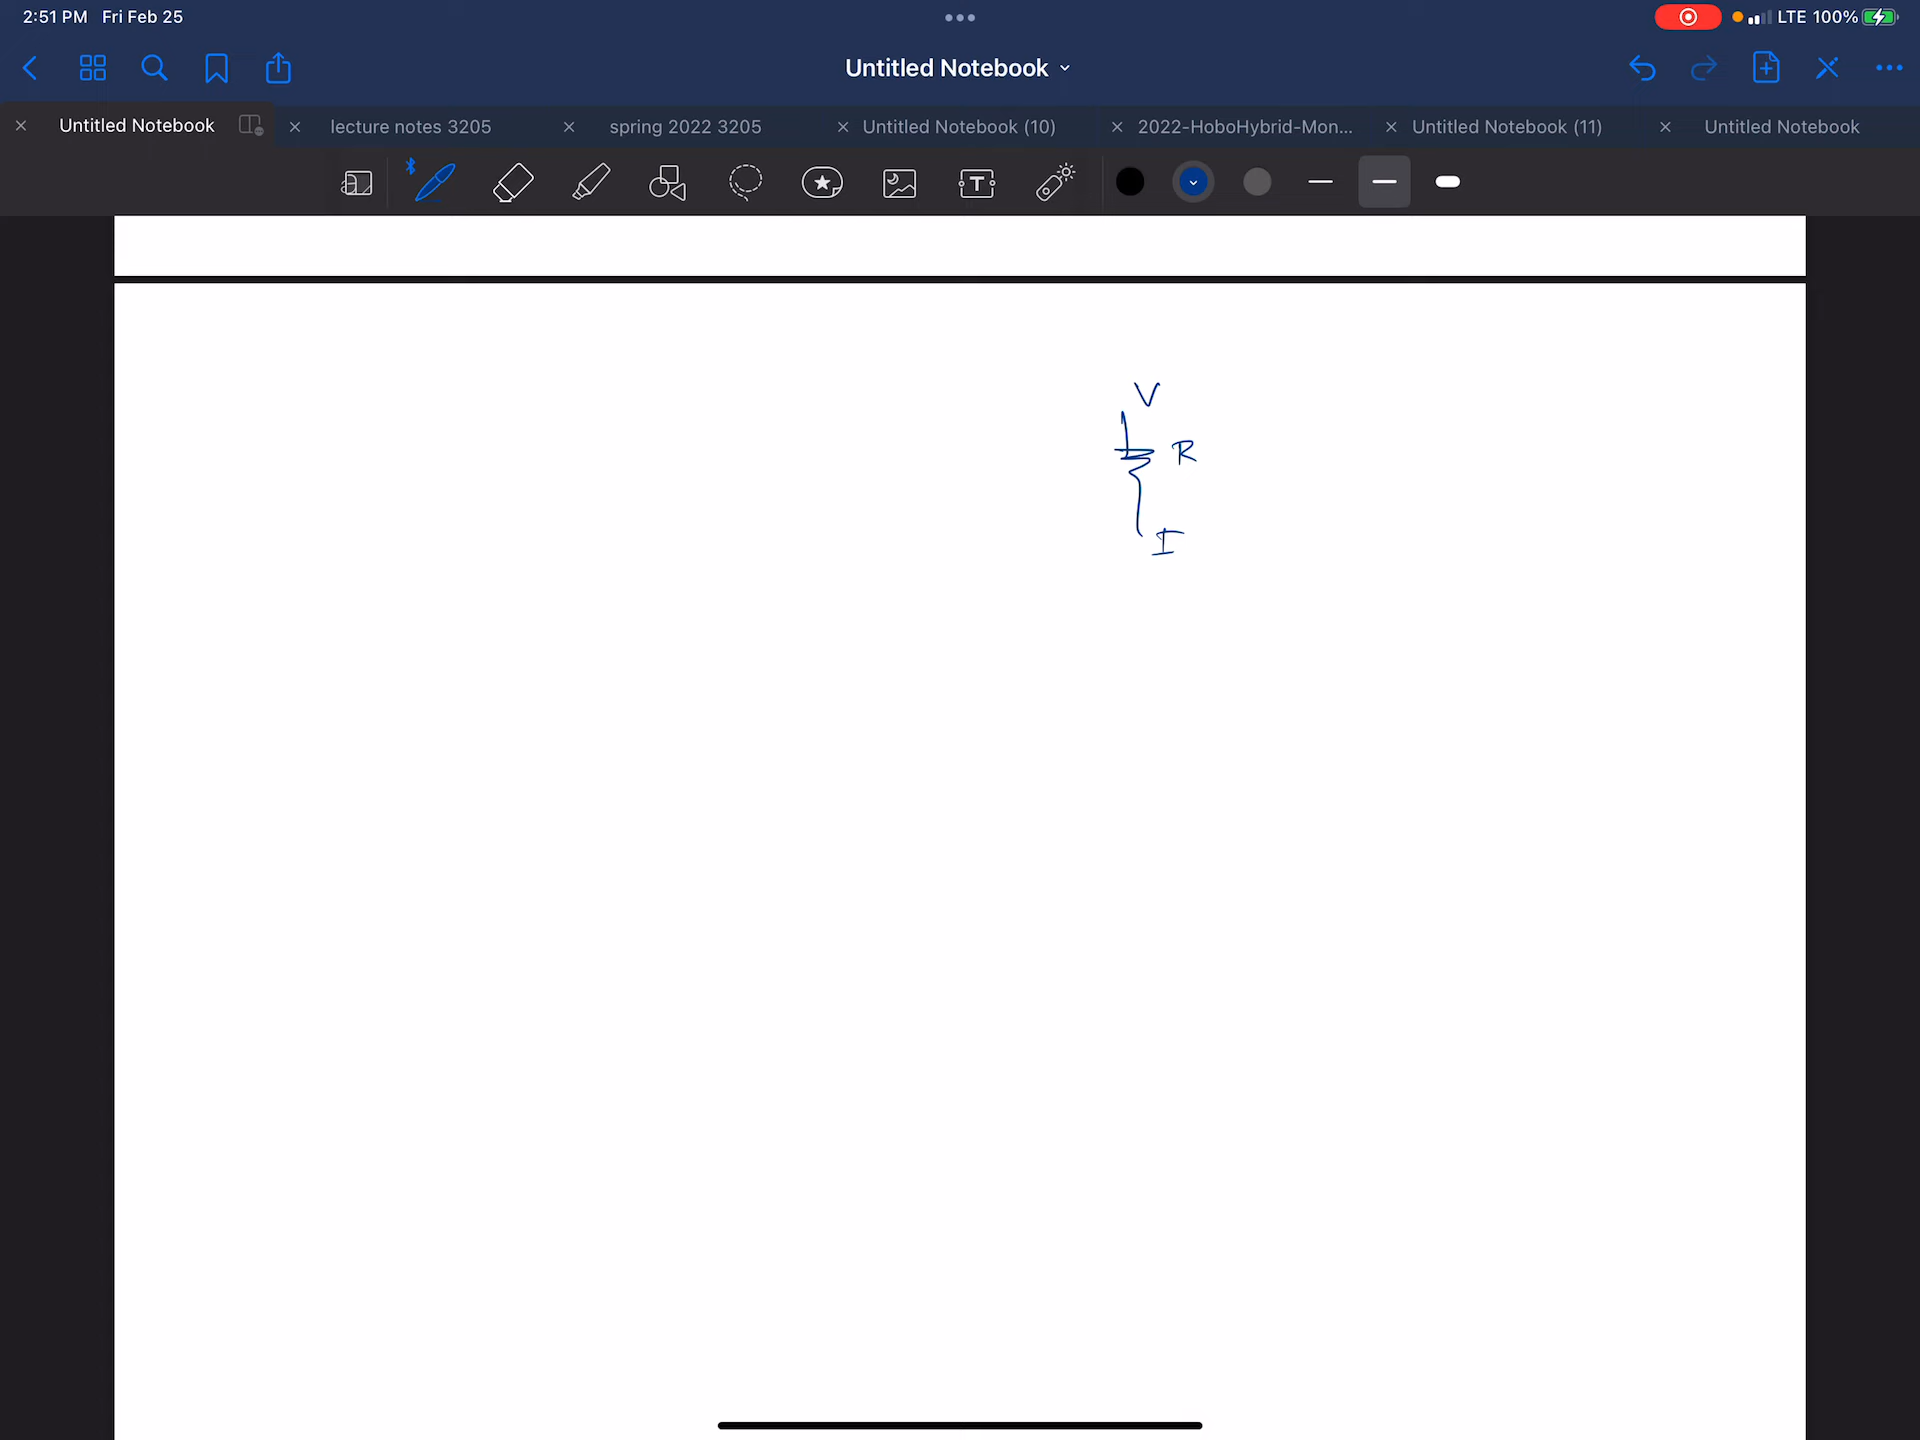 2:51 PM Fri Feb 25
LTE 100%
Untitled Notebook
Untitled Notebook
lecture notes 3205
spring 2022 3205
Untitled Notebook (10)
2022-HoboHybrid-Mon...
Untitled Notebook (11)
Untitled Notebook
T
V
R
I